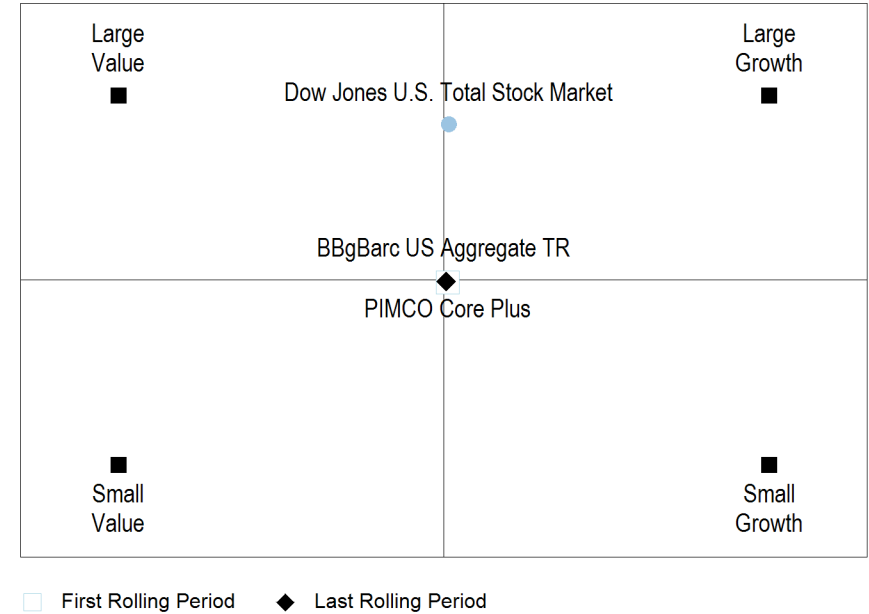 Large
Value
Large
Growth
Dow Jones U.S. Total Stock Market
BBgBarc US Aggregate TR
PIMCO Core Plus
Small
Value
Small
Growth
First Rolling Period
Last Rolling Period